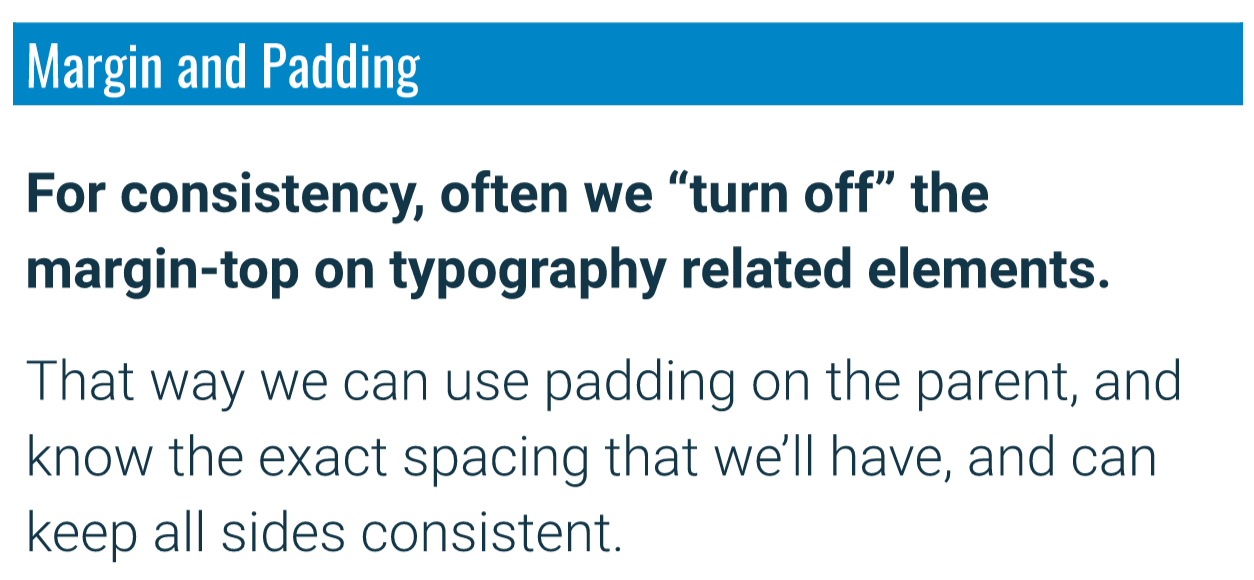 Margin and Padding
For consistency, often we “turn off” the
margin-top on typography related elements.
That way we can use padding on the parent, and
know the exact spacing that we’ll have, and can
keep all sides consistent.